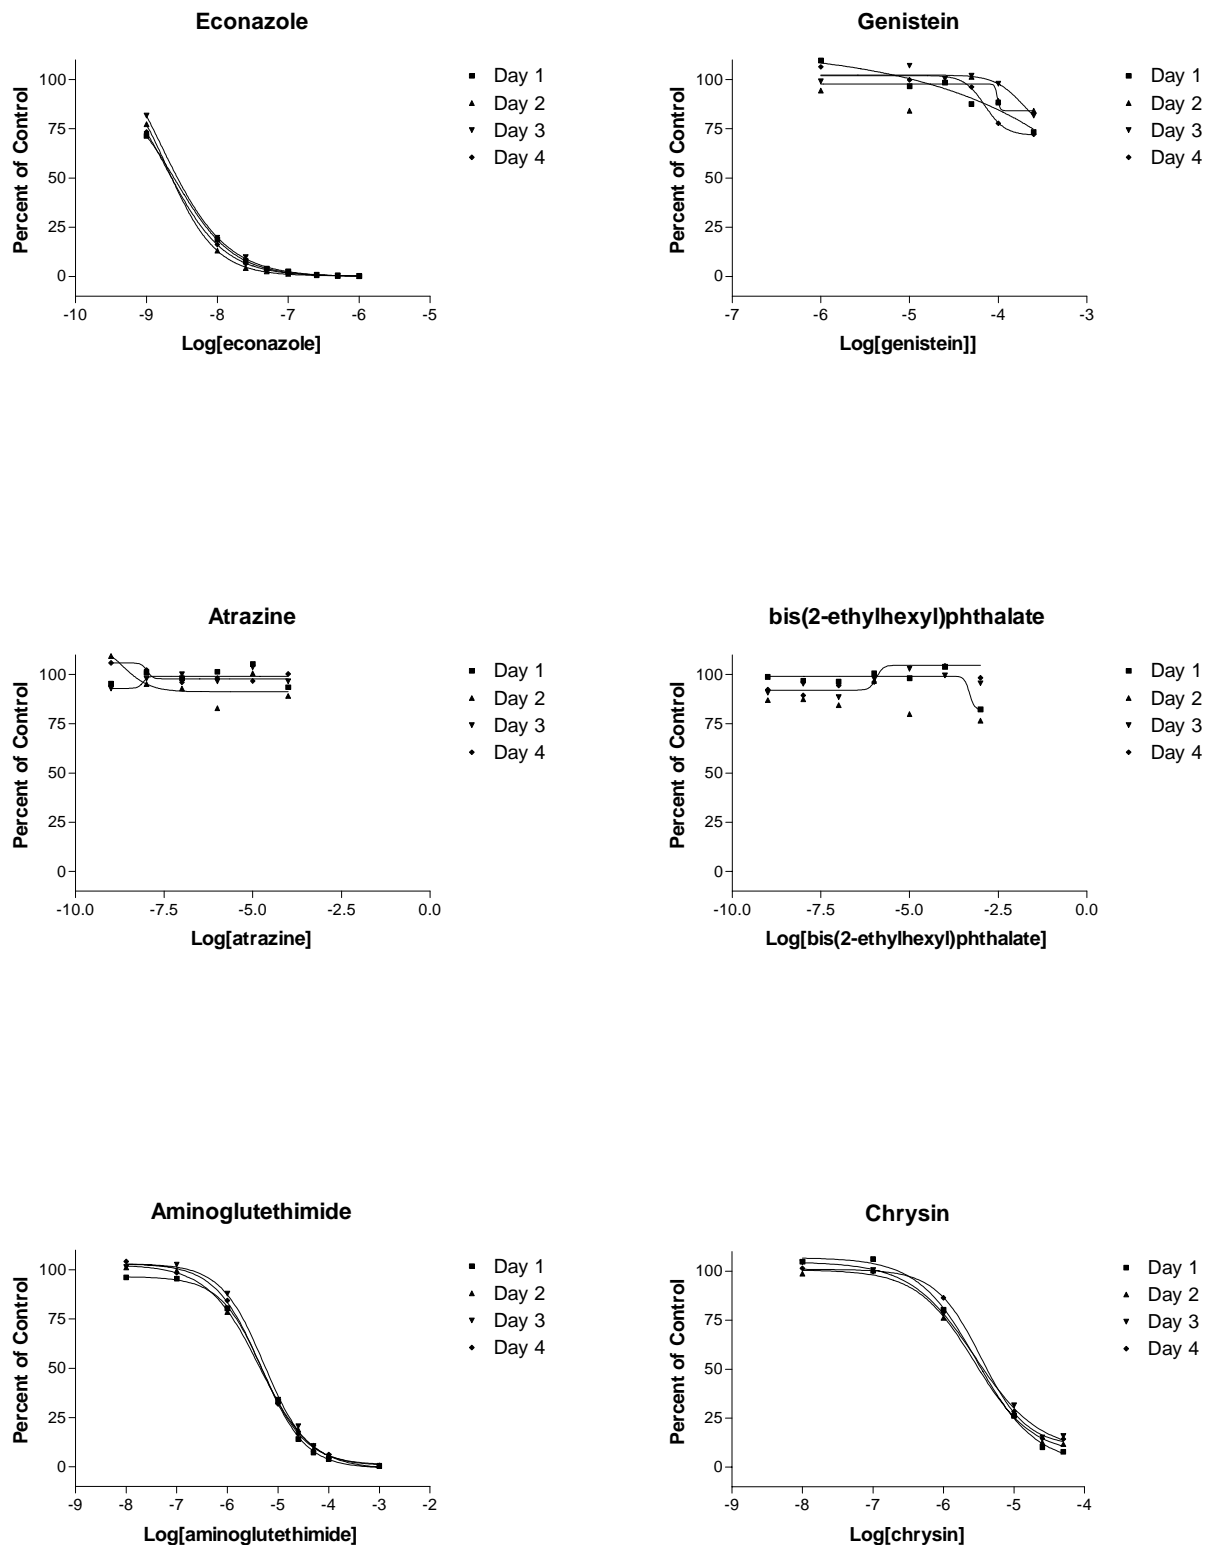 Econazole
Percent of Control
100
75
50
25
0
-10 -9 -8 -7 -6 -5
Log[econazole]
Day 1
Day 2
Day 3
Day 4
Genistein
Percent of Control
100
75
50
25
0
-7 -6 -5 -4 -3
Log[genistein]]
Day 1
Day 2
Day 3
Day 4
Atrazine
Percent of Control
100
75
50
25
0
-10.0 -7.5 -5.0 -2.5 0.0
Log[atrazine]
Day 1
Day 2
Day 3
Day 4
bis(2-ethylhexyl)phthalate
Percent of Control
100
75
50
25
0
-10.0 -7.5 -5.0 -2.5 0.0
Log[bis(2-ethylhexyl)phthalate]
Day 1
Day 2
Day 3
Day 4
Aminoglutethimide
Percent of Control
100
75
50
25
0
-9 -8 -7 -6 -5 -4 -3 -2
Log[aminoglutethimide]
Day 1
Day 2
Day 3
Day 4
Chrysin
Percent of Control
100
75
50
25
0
-9 -8 -7 -6 -5 -4
Log[chrysin]
Day 1
Day 2
Day 3
Day 4